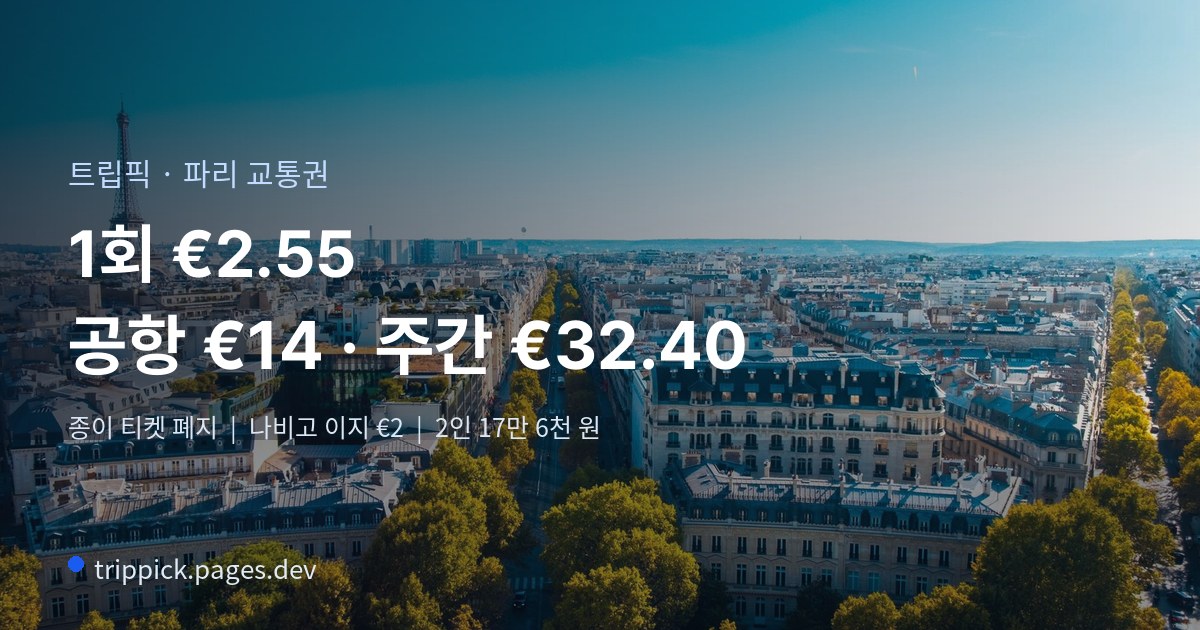 트립픽 · 파리 교통권
1회 €2.55
공항 €14 · 주간 €32.40
종이 티켓 폐지 | 나비고 이지 €2 | 2인 17만 6천 원
trippick.pages.dev